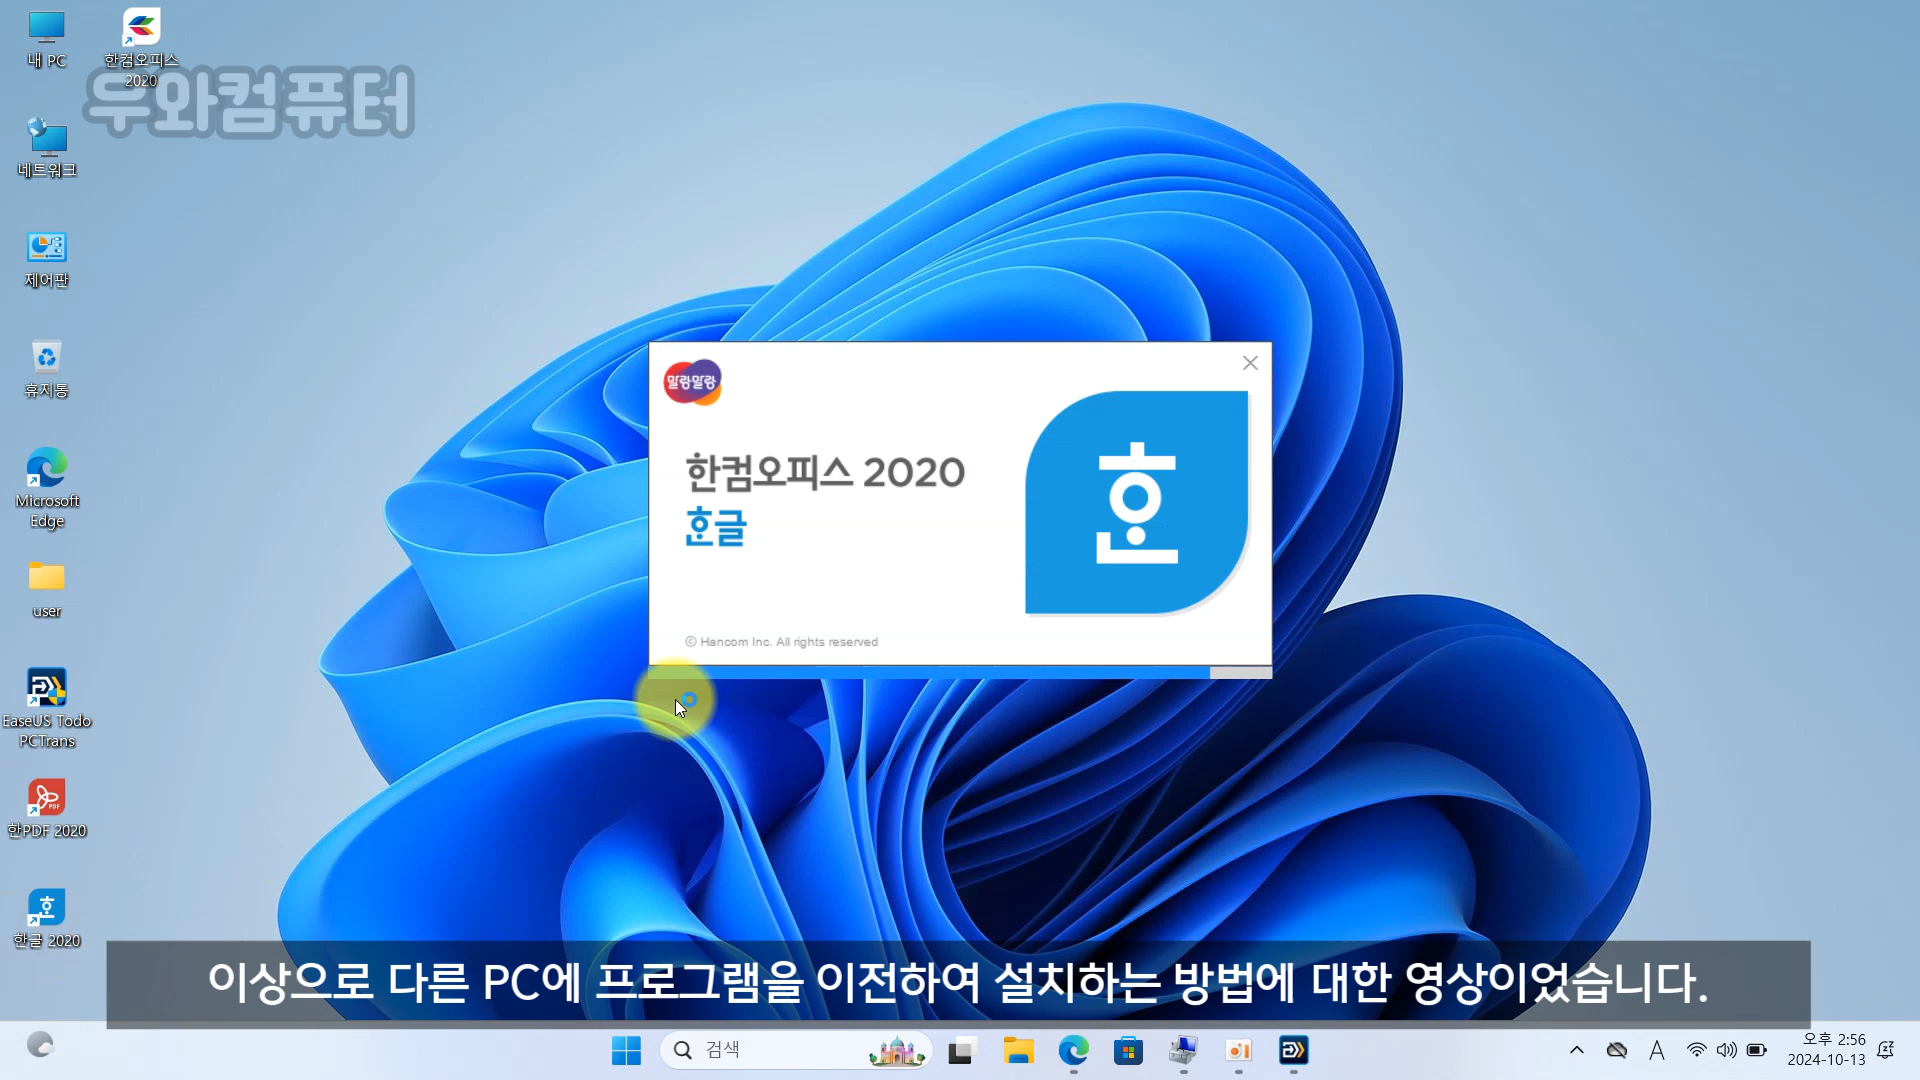 내 PC
한컴오피스
2020
두와컴퓨터
네트워크
제어판
휴지통
Microsoft
Edge
user
EaseUS Todo
PCTrans
한PDF 2020
한글 2020
말랑말랑
한컴오피스 2020
ᄒᆞᆫ글
ᄒᆞᆫ
© Hancom Inc. All rights reserved
이상으로 다른 PC에 프로그램을 이전하여 설치하는 방법에 대한 영상이었습니다.
검색
A
오후 2:56
2024-10-13